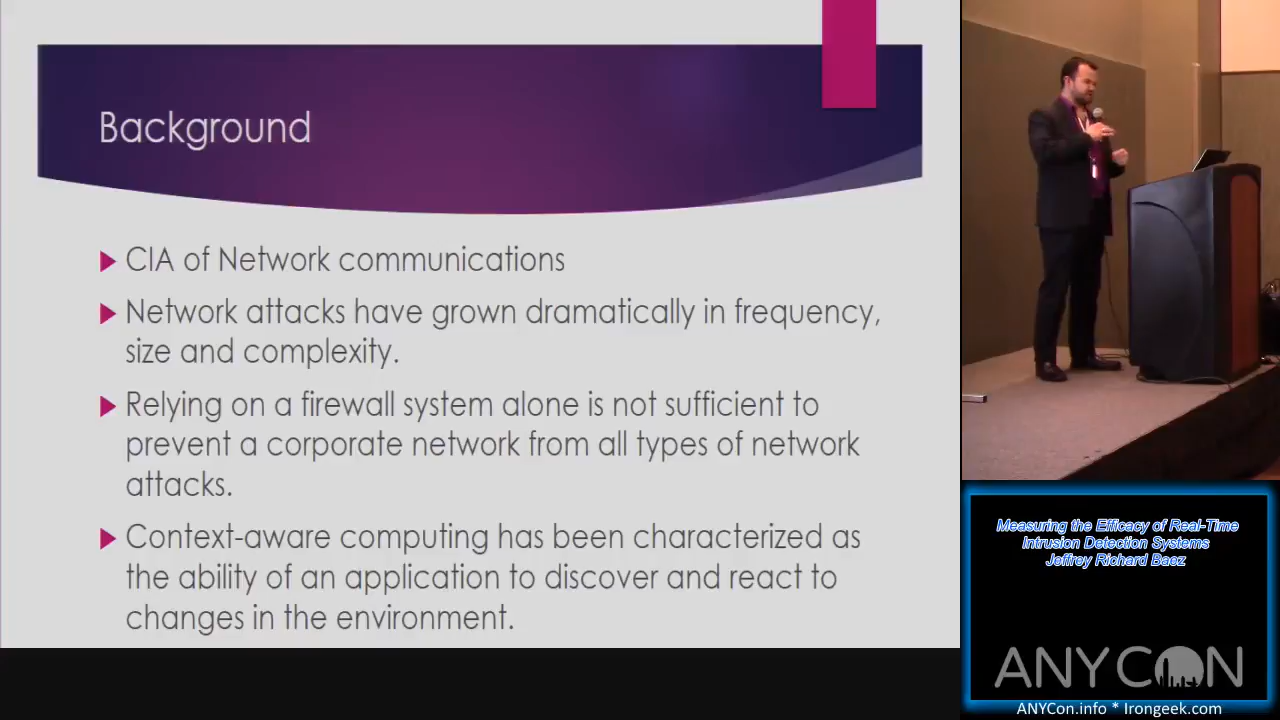 Background
CIA of Network communications
Network attacks have grown dramatically in frequency,
size and complexity.
Relying on a firewall system alone is not sufficient to
prevent a corporate network from all types of network
attacks.
Context-aware computing has been characterized as
the ability of an application to discover and react to
changes in the environment.
Measuring the Efficacy of Real-Time
Intrusion Detection Systems
Jeffrey Richard Baez
ANYCON
ANYCon.info * Irongeek.com